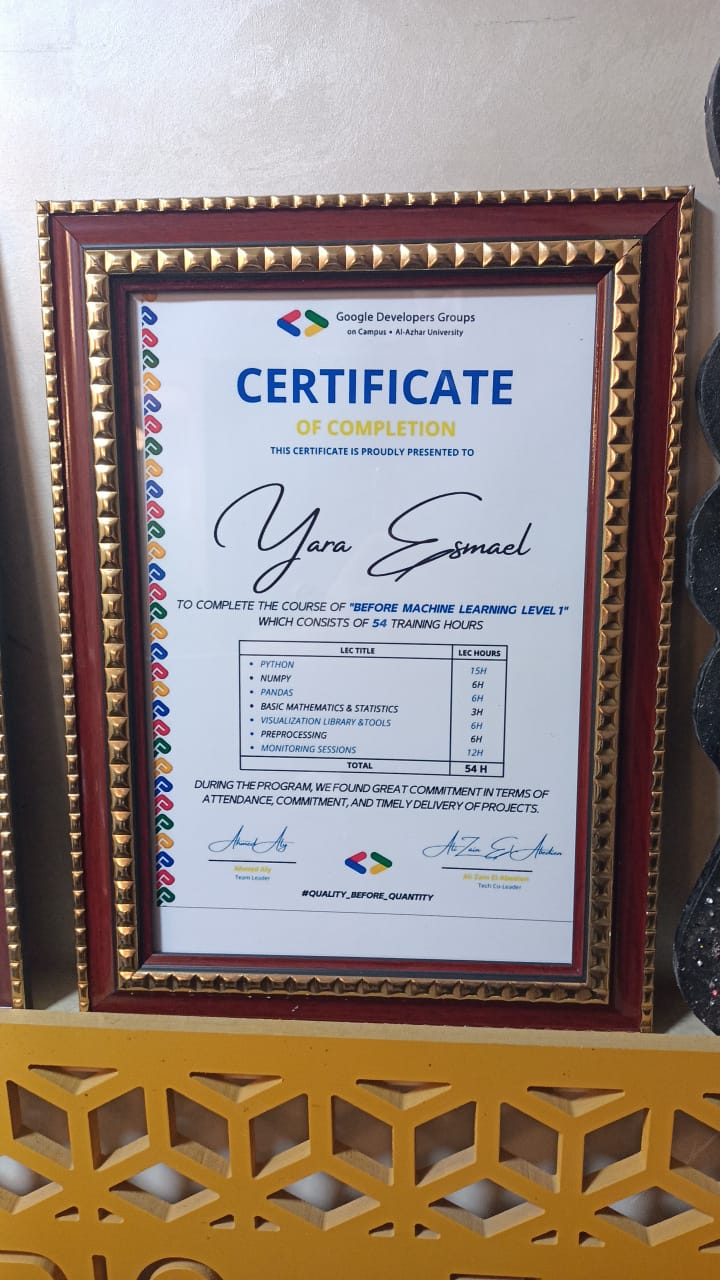 Google Developers Groups
on Campus • Al-Azhar University
CERTIFICATE
OF COMPLETION
THIS CERTIFICATE IS PROUDLY PRESENTED TO
Yara Esmael
TO COMPLETE THE COURSE OF "BEFORE MACHINE LEARNING LEVEL 1"
WHICH CONSISTS OF 54 TRAINING HOURS
LEC TITLE LEC HOURS
• PYTHON 15H
• NUMPY 6H
• PANDAS 6H
• BASIC MATHEMATICS & STATISTICS 3H
• VISUALIZATION LIBRARY &TOOLS 6H
• PREPROCESSING 6H
• MONITORING SESSIONS 12H
TOTAL 54 H
DURING THE PROGRAM, WE FOUND GREAT COMMITMENT IN TERMS OF
ATTENDANCE, COMMITMENT, AND TIMELY DELIVERY OF PROJECTS.
Ahmed Aly Ali Zain El Abedien
Ahmed Aly Ali Zain El-Abedien
Team Leader Tech Co-Leader
#QUALITY_BEFORE_QUANTITY